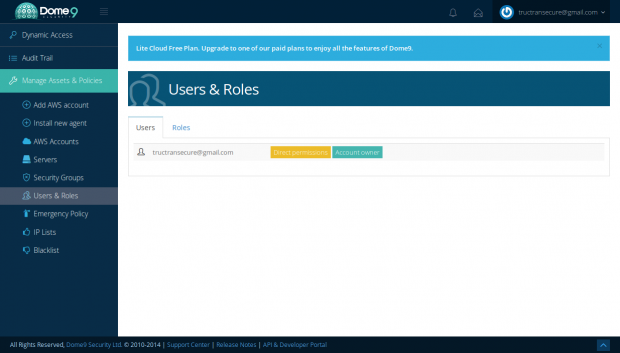 Dome9
SECURITY
tructransecure@gmail.com
Dynamic Access
Audit Trail
Manage Assets & Policies
Add AWS account
Install new agent
AWS Accounts
Servers
Security Groups
Users & Roles
Emergency Policy
IP Lists
Blacklist
Lite Cloud Free Plan. Upgrade to one of our paid plans to enjoy all the features of Dome9.
×
Users & Roles
Users Roles
tructransecure@gmail.com Direct permissions Account owner
All Rights Reserved, Dome9 Security Ltd. © 2010-2014 | Support Center | Release Notes | API & Developer Portal